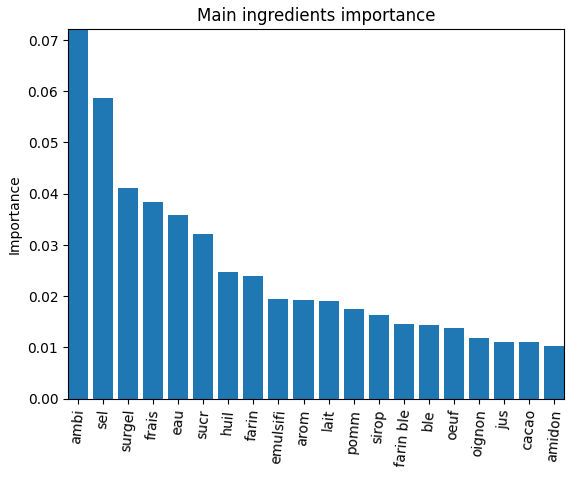 Main ingredients importance
Importance
0.07
0.06
0.05
0.04
0.03
0.02
0.01
0.00
ambi
sel
surgel
frais
eau
sucr
huil
farin
emulsifi
arom
lait
pomm
sirop
farin ble
ble
oeuf
oignon
jus
cacao
amidon